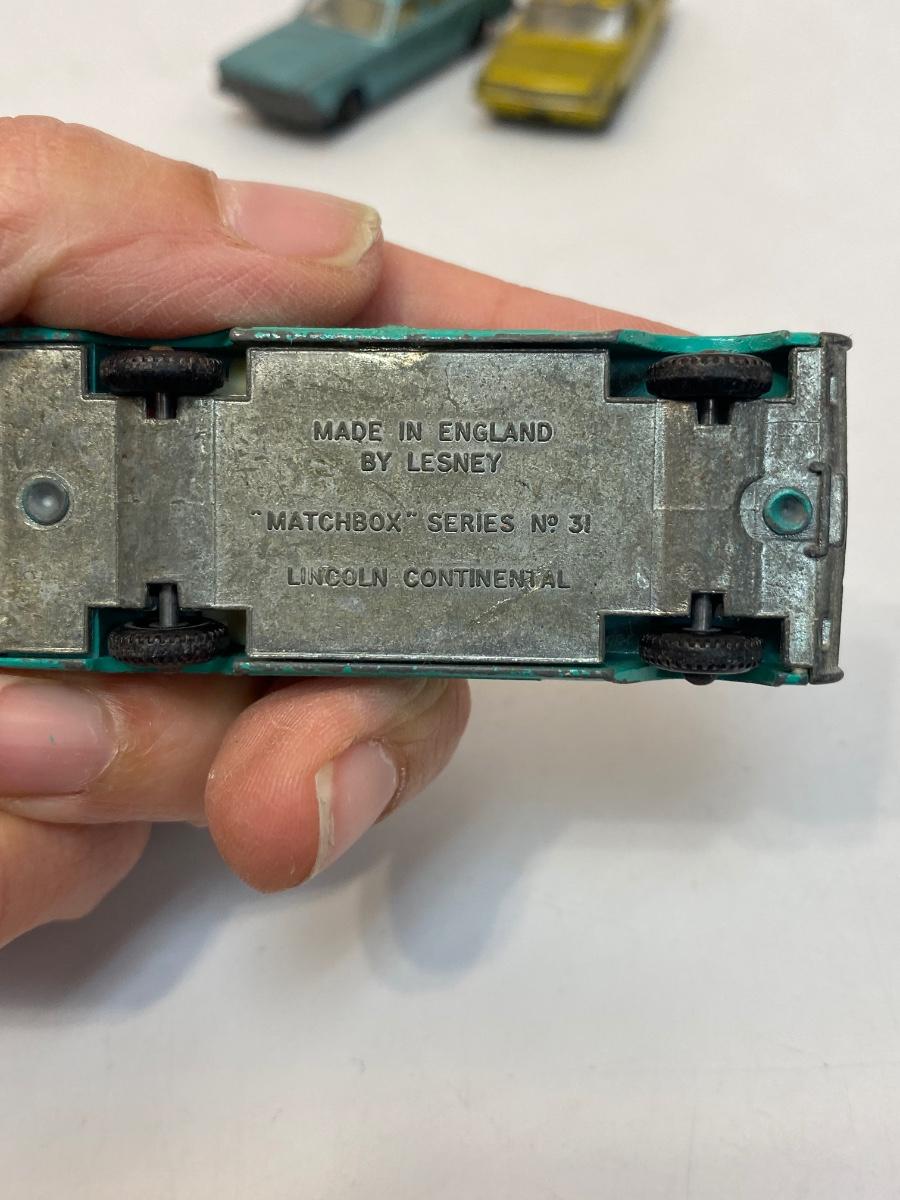 MADE IN ENGLAND
BY LESNEY
"MATCHBOX" SERIES Nº 31
LINCOLN CONTINENTAL